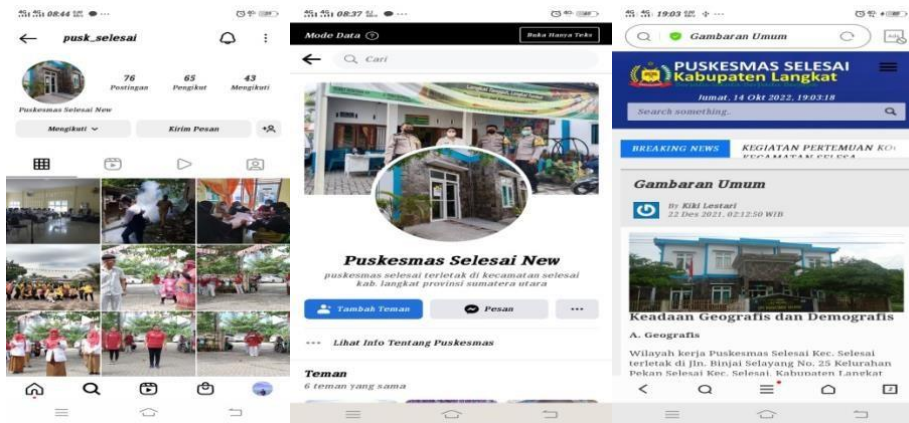 08:44
pusk_selesai
76 65 43
Postingan Pengikut Mengikuti
Puskesmas Selesai New
Mengikuti Kirim Pesan
08:37
Mode Data Buka Hanya Teks
Cari
Puskesmas Selesai New
puskesmas selesai terletak di kecamatan selesai
kab. langkat provinsi sumatera utara
Tambah Teman Pesan
Lihat Info Tentang Puskesmas
Teman
6 teman yang sama
19:03
Gambaran Umum
PUSKESMAS SELESAI
Kabupaten Langkat
Jumat, 14 Okt 2022, 19:03:18
Search something.
BREAKING NEWS KEGIATAN PERTEMUAN
KECAMATAN SELESA
Gambaran Umum
By Kiki Lestari
22 Des 2021, 02:12:50 WIB
Keadaan Geografis dan Demografis
A. Geografis
Wilayah kerja Puskesmas Selesai Kec. Selesai
terletak di Jln. Binjai Selayang No. 25 Kelurahan
Pekan Selesai Kec. Selesai, Kabupaten Langkat